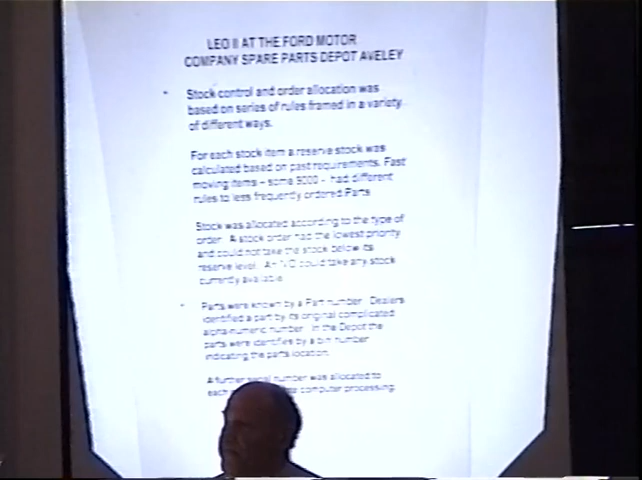 LEO II AT THE FORD MOTOR
COMPANY SPARE PARTS DEPOT AVELEY
Stock control and order allocation was
based on series of rules framed in a variety
of different ways.
For each stock item a reserve stock was
calculated based on past requirements. Fast
moving items – some 9000 - had different
rules to less frequently ordered Parts
Stock was allocated according to the type of
order. A stock order had the lowest priority
and could not take the stock below its
reserve level. An could take any stock
currently available
Parts were known by a Part number. Dealers
identified a part by its original complicated
alpha-numeric number. In the Depot the
parts were identifies by a bin number
indicating the parts location
A further serial number was allocated to
each computer processing.